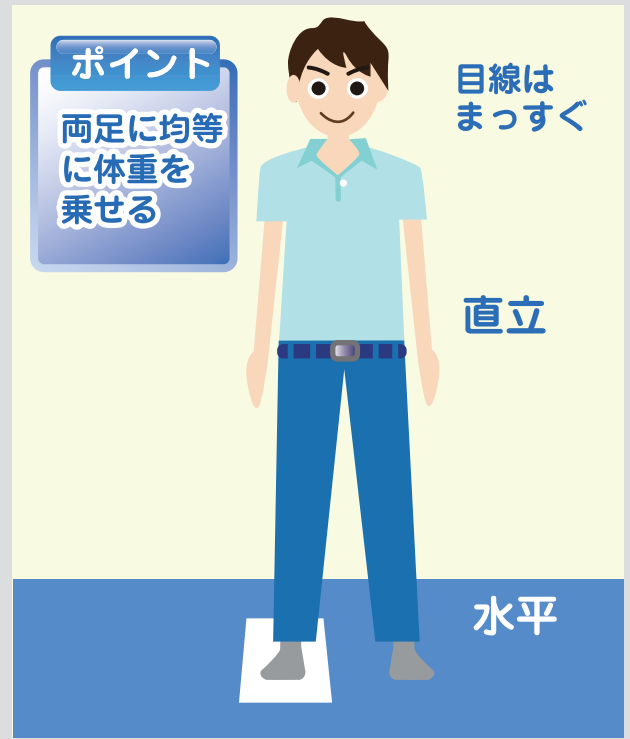 ポイント
両足に均等
に体重を
乗せる
目線は
まっすぐ
直立
水平